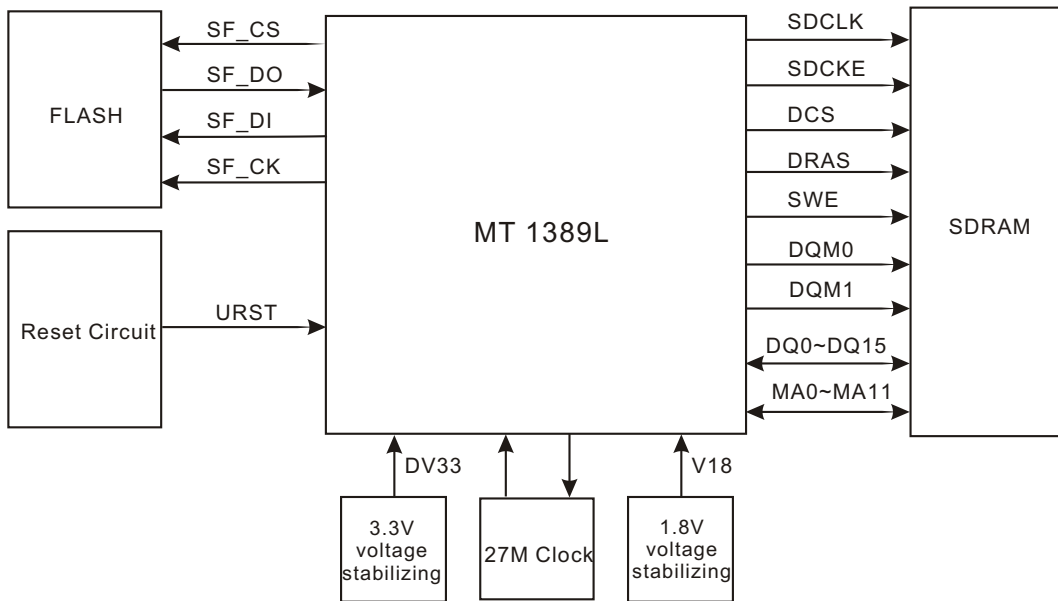 SF_CS
SF_DO
SF_DI
SF_CK
FLASH
Reset Circuit
URST
MT 1389L
SDCLK
SDCKE
DCS
DRAS
SWE
DQM0
DQM1
DQ0~DQ15
MA0~MA11
SDRAM
DV33
V18
3.3V
voltage
stabilizing
27M Clock
1.8V
voltage
stabilizing